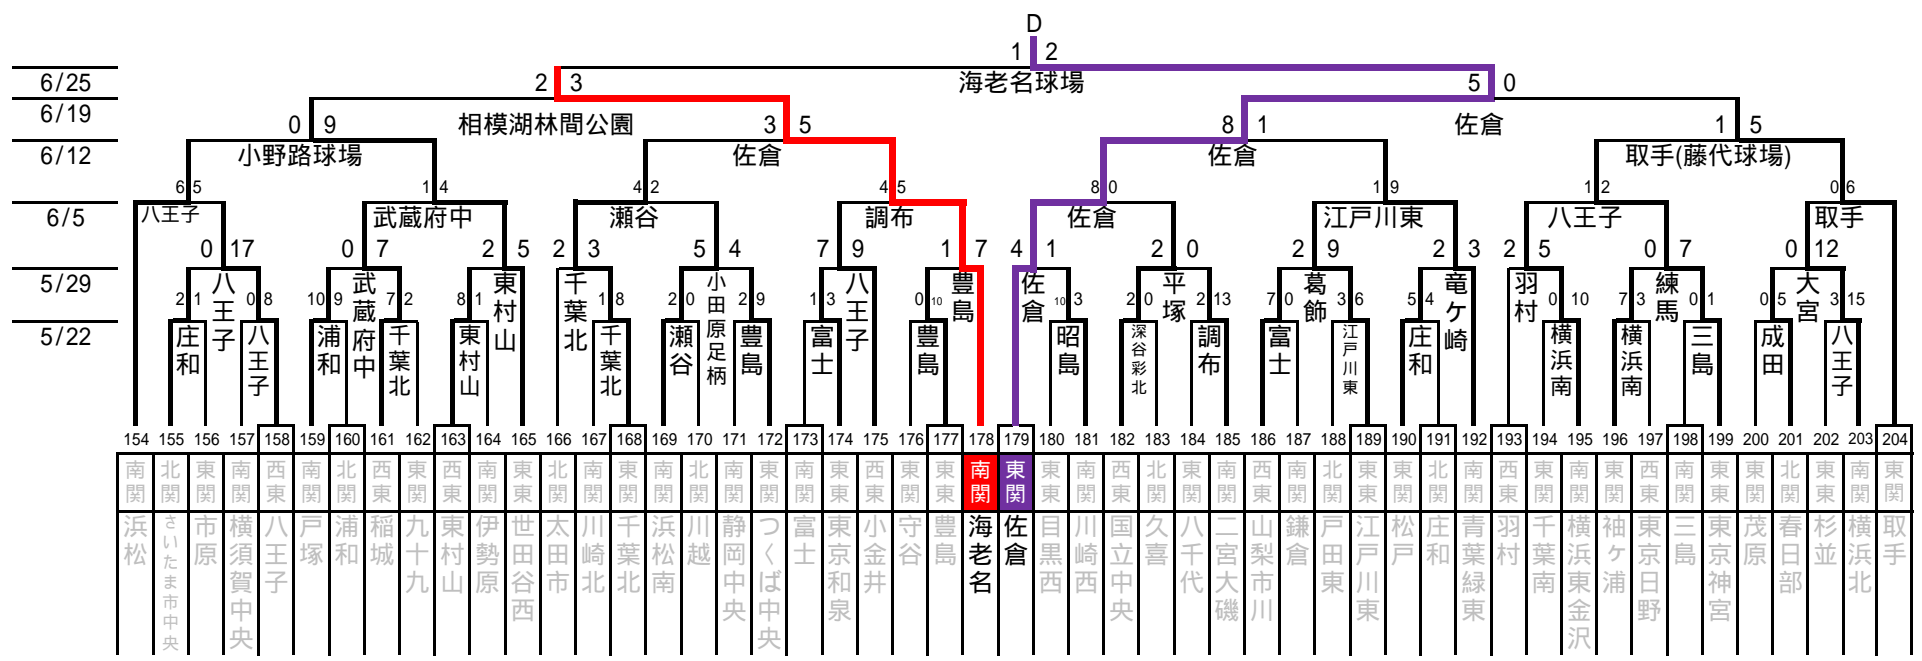 D
1 2
6/25 2 3 海老名球場 5 0
6/19 0 9 相模湖林間公園 3 5 8 1 佐倉 1 5
6/12 小野路球場 佐倉 佐倉 取手(藤代球場)
6 5 1 4 4 2 4 5 8 0 1 9 1 2 0 6
6/5 八王子 武蔵府中 瀬谷 調布 佐倉 江戸川東 八王子 取手
0 17 0 7 2 5 2 3 5 4 7 9 1 7 4 1 2 0 2 9 2 3 2 5 0 7 0 12
5/29 八王子 武蔵府中 東村山 千葉北 小田原足柄 八王子 豊島 佐倉 平塚 葛飾 竜ケ崎 羽村 練馬 大宮
2 1 0 8 10 9 7 2 8 1 1 8 2 0 2 9 1 3 0 10 10 3 2 0 2 13 7 0 3 6 5 4 0 10 7 3 0 1 0 5 3 15
5/22 庄和 八王子 浦和 千葉北 東村山 千葉北 瀬谷 豊島 富士 豊島 昭島 深谷彩北 調布 富士 江戸川東 庄和 横浜南 横浜南 三島 成田 八王子
154 155 156 157 158 159 160 161 162 163 164 165 166 167 168 169 170 171 172 173 174 175 176 177 178 179 180 181 182 183 184 185 186 187 188 189 190 191 192 193 194 195 196 197 198 199 200 201 202 203 204
南関 北関 東関 南関 西東 南関 北関 西東 東関 西東 南関 東東 北関 南関 東関 南関 北関 南関 東関 南関 東東 西東 東関 東東 南関 東関 東東 南関 西東 北関 東関 南関 西関 南関 北関 東東 東関 北関 南関 西東 東関 南関 東関 西東 南関 東東 東関 北関 東東 南関 東関
浜松 さいたま市中央 市原 横須賀中央 八王子 戸塚 浦和 稲城 九十九 東村山 伊勢原 世田谷西 太田市 川崎北 千葉北 浜松南 川越 静岡中央 つくば中央 富士 東京和泉 小金井 守谷 豊島 海老名 佐倉 目黒西 川崎西 国立中央 久喜 八千代 二宮大磯 山梨市川 鎌倉 戸田東 江戸川東 松戸 庄和 青葉緑東 羽村 千葉南 横浜東金沢 袖ケ浦 東京日野 三島 東京神宮 茂原 春日部 杉並 横浜北 取手